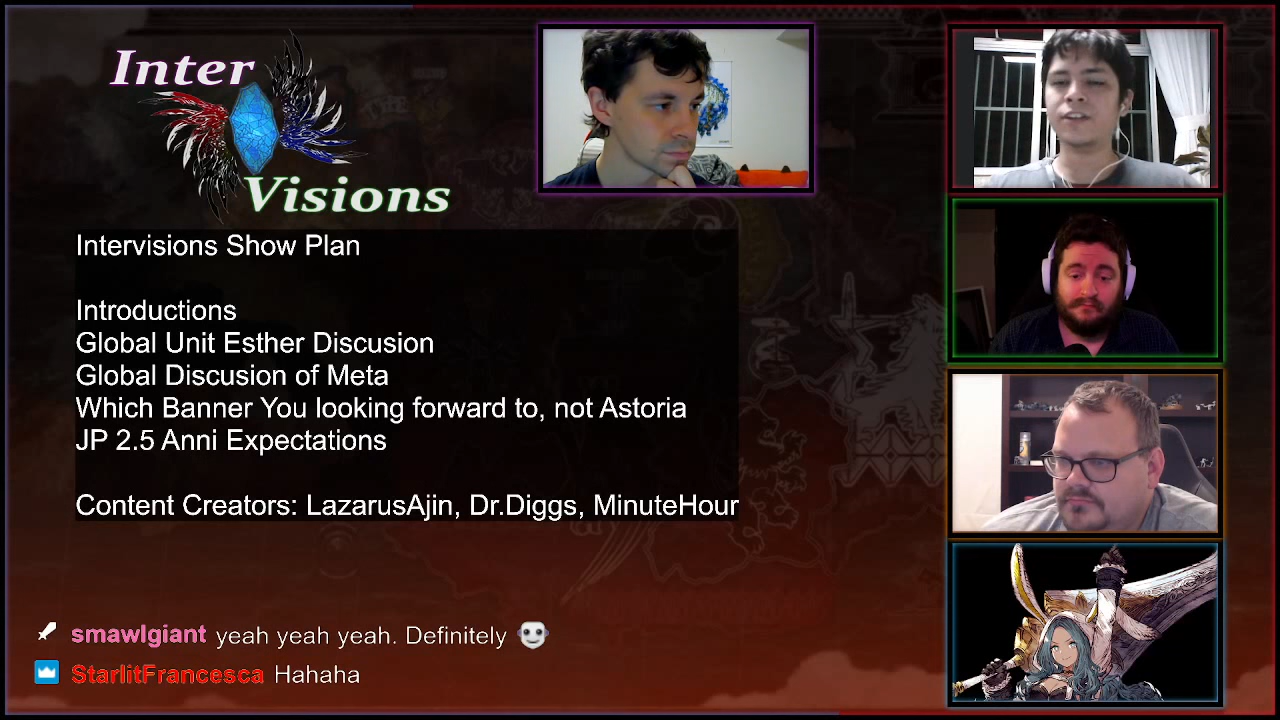 Inter
Visions
Intervisions Show Plan
Introductions
Global Unit Esther Discusion
Global Discusion of Meta
Which Banner You looking forward to, not Astoria
JP 2.5 Anni Expectations
Content Creators: LazarusAjin, Dr.Diggs, MinuteHour
smawlgiant yeah yeah yeah. Definitely
StarlitFrancesca Hahaha